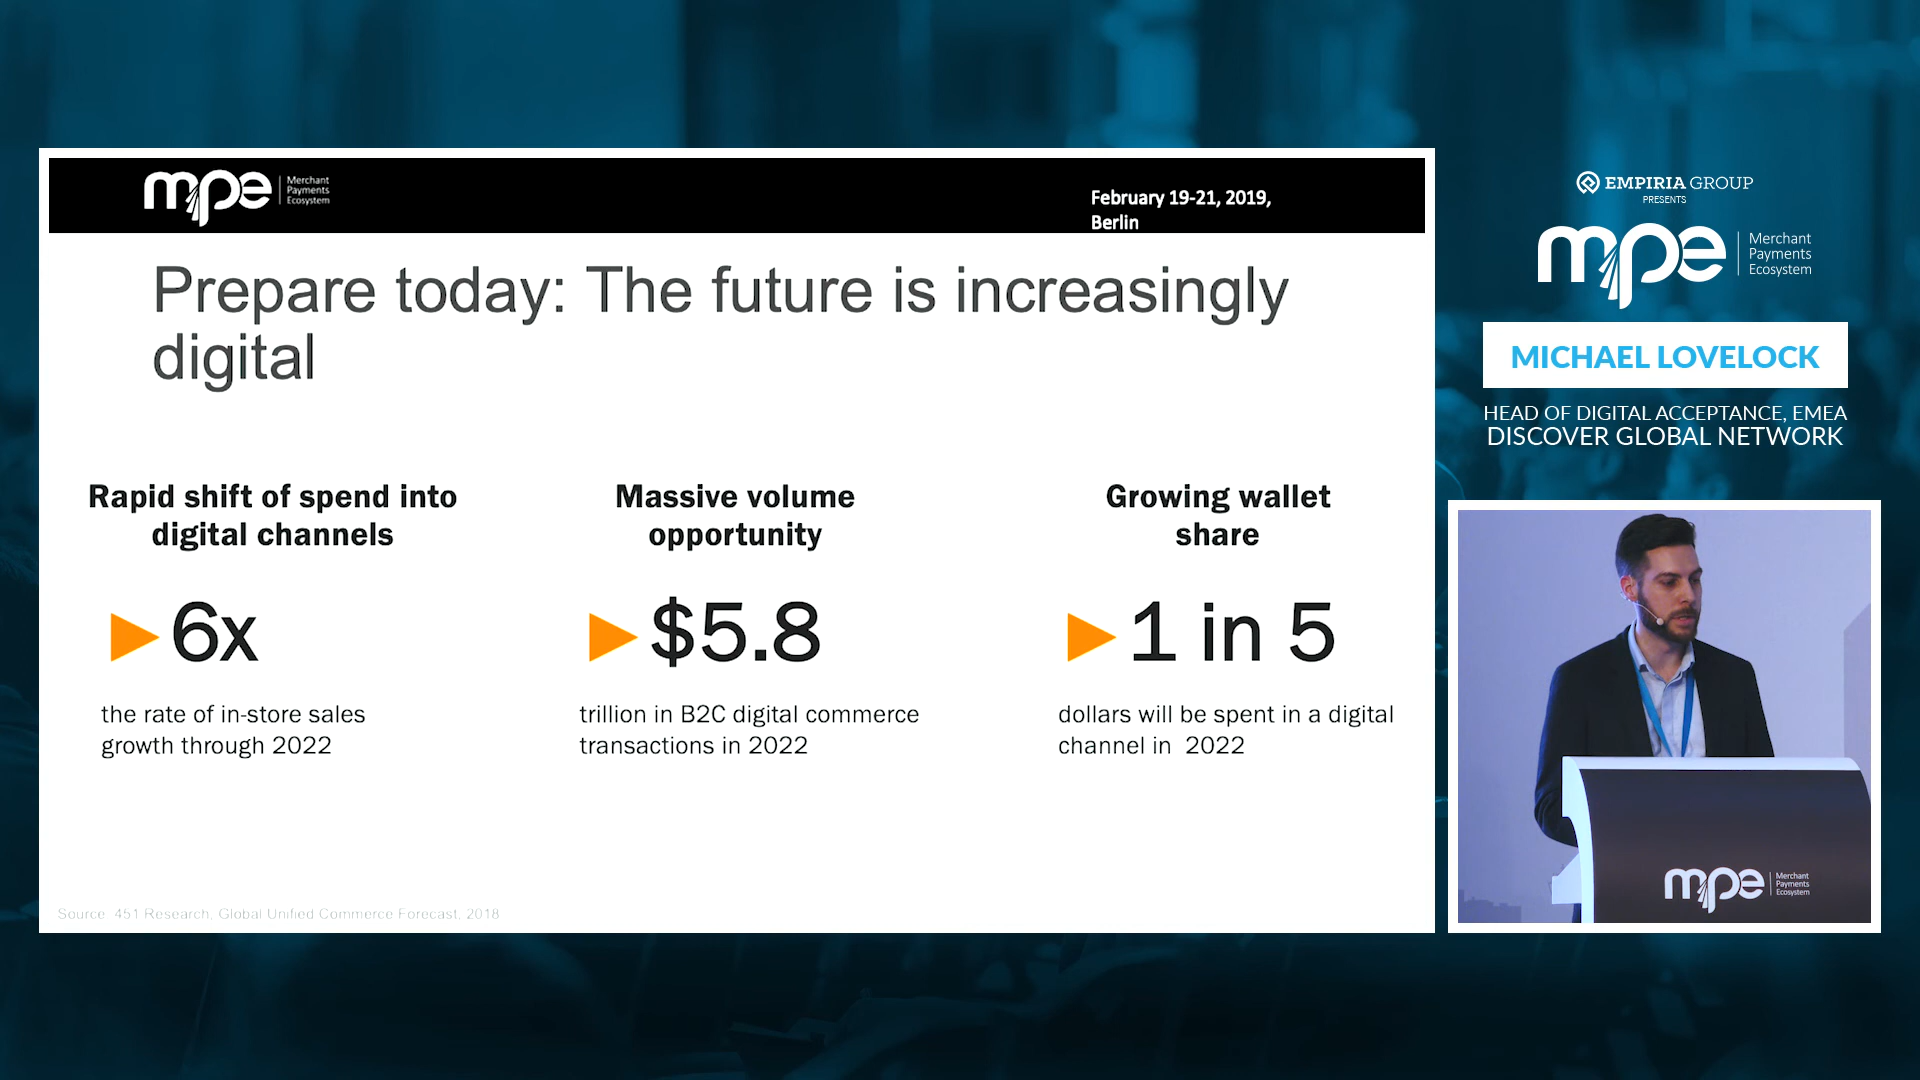 mpe
Merchant
Payments
Ecosystem
February 19-21, 2019,
Berlin
Prepare today: The future is increasingly
digital
Rapid shift of spend into
digital channels
6x
the rate of in-store sales
growth through 2022
Massive volume
opportunity
$5.8
trillion in B2C digital commerce
transactions in 2022
Growing wallet
share
1 in 5
dollars will be spent in a digital
channel in 2022
Source: 451 Research, Global Unified Commerce Forecast, 2018
EMPIRIA GROUP
PRESENTS
mpe
Merchant
Payments
Ecosystem
MICHAEL LOVELOCK
HEAD OF DIGITAL ACCEPTANCE, EMEA
DISCOVER GLOBAL NETWORK
mpe
Merchant
Payments
Ecosystem